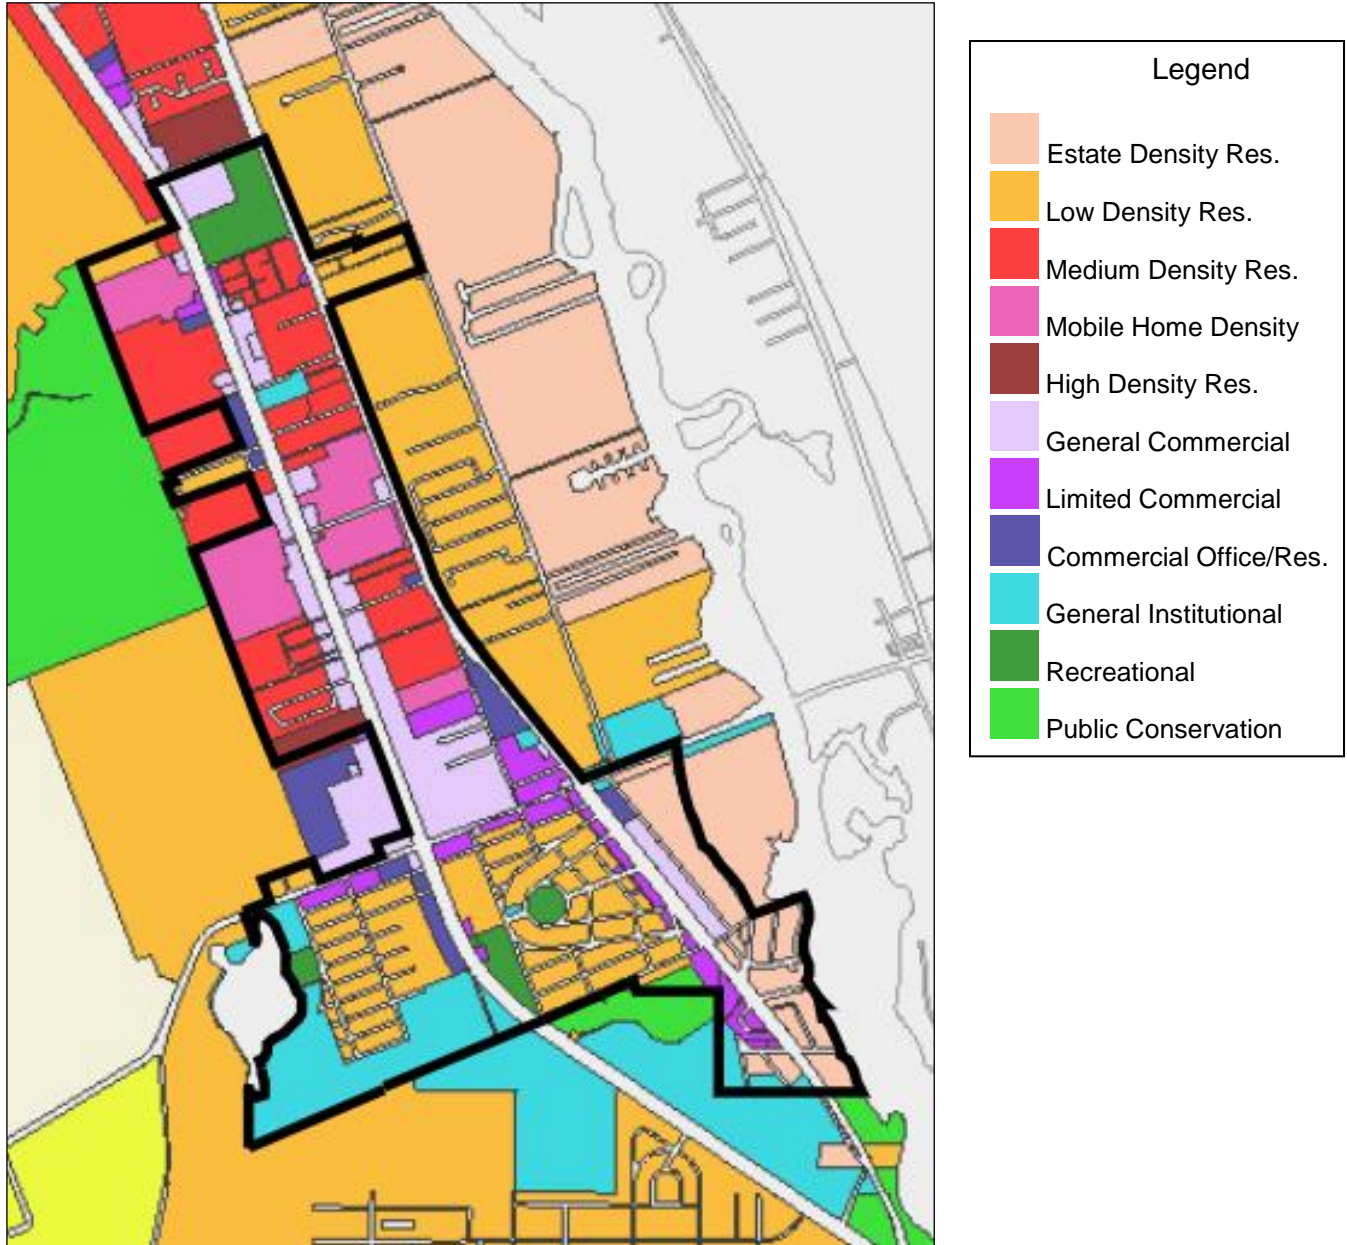 Legend
Estate Density Res.
Low Density Res.
Medium Density Res.
Mobile Home Density
High Density Res.
General Commercial
Limited Commercial
Commercial Office/Res.
General Institutional
Recreational
Public Conservation